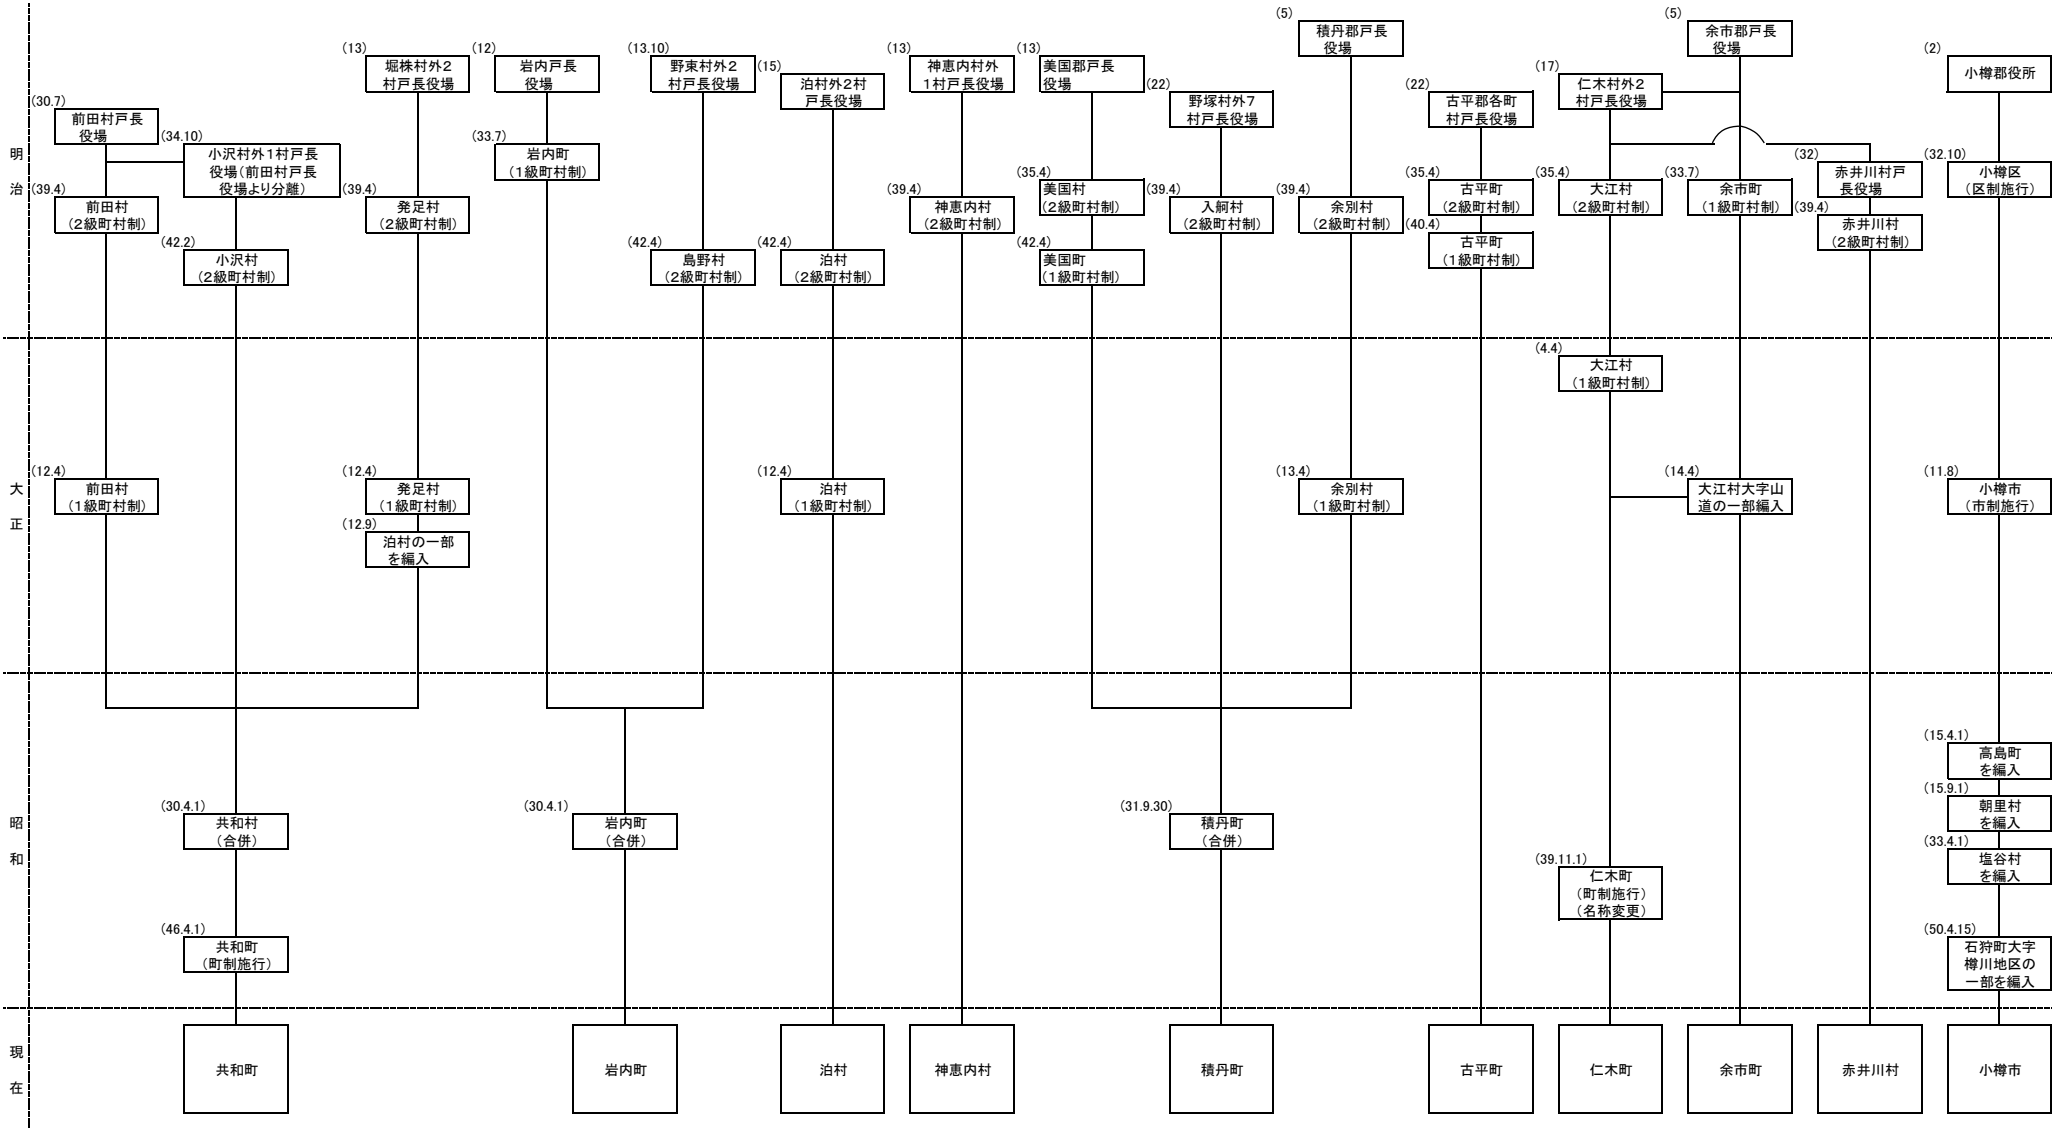 明
治
大
正
昭
和
現
在
(30.7)
前田村戸長
役場
(39.4)
前田村
(2級町村制)
(12.4)
前田村
(1級町村制)
(34.10)
小沢村外1村戸長
役場(前田村戸長
役場より分離)
(42.2)
小沢村
(2級町村制)
(13)
堀株村外2
村戸長役場
(39.4)
発足村
(2級町村制)
(12.4)
発足村
(1級町村制)
(12.9)
泊村の一部
を編入
(30.4.1)
共和村
(合併)
(46.4.1)
共和町
(町制施行)
共和町
(12)
岩内戸長
役場
(33.7)
岩内町
(1級町村制)
(13.10)
野束村外2
村戸長役場
(42.4)
島野村
(2級町村制)
(30.4.1)
岩内町
(合併)
岩内町
(15)
泊村外2村
戸長役場
(42.4)
泊村
(2級町村制)
(12.4)
泊村
(1級町村制)
泊村
(13)
神恵内村外
1村戸長役場
(39.4)
神恵内村
(2級町村制)
神恵内村
(13)
美国郡戸長
役場
(35.4)
美国村
(2級町村制)
(42.4)
美国町
(1級町村制)
(22)
野塚村外7
村戸長役場
(39.4)
入舸村
(2級町村制)
(5)
積丹郡戸長
役場
(39.4)
余別村
(2級町村制)
(13.4)
余別村
(1級町村制)
(31.9.30)
積丹町
(合併)
積丹町
(22)
古平郡各町
村戸長役場
(35.4)
古平町
(2級町村制)
(40.4)
古平町
(1級町村制)
古平町
(17)
仁木村外2
村戸長役場
(35.4)
大江村
(2級町村制)
(4.4)
大江村
(1級町村制)
(39.11.1)
仁木町
(町制施行)
(名称変更)
仁木町
(5)
余市郡戸長
役場
(33.7)
余市町
(1級町村制)
(14.4)
大江村大字山
道の一部編入
余市町
(32)
赤井川村戸
長役場
(39.4)
赤井川村
(2級町村制)
赤井川村
(2)
小樽郡役所
(32.10)
小樽区
(区制施行)
(11.8)
小樽市
(市制施行)
(15.4.1)
高島町
を編入
(15.9.1)
朝里村
を編入
(33.4.1)
塩谷村
を編入
(50.4.15)
石狩町大字
樽川地区の
一部を編入
小樽市